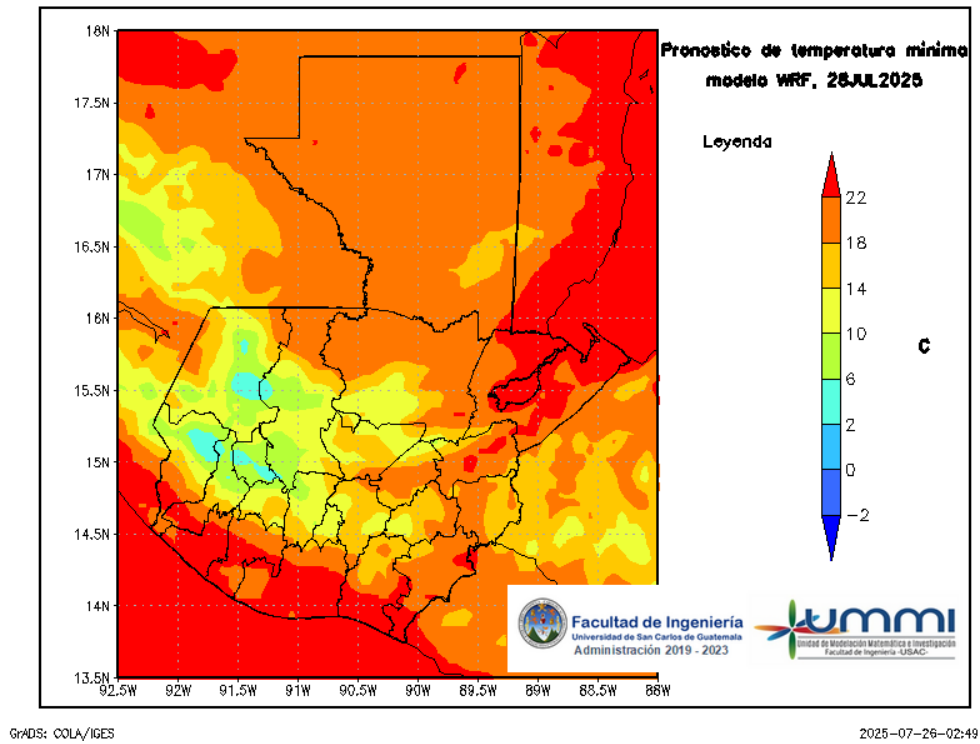 Pronostico de temperatura minima
modelo WRF,
Leyenda
22
18
14
10
6
2
0
−2
C
18N
17.5N
17N
16.5N
16N
15.5N
15N
14.5N
14N
13.5N
92.5W 92W 91.5W 91W 90.5W 90W 89.5W 89W 88.5W 88W
Facultad de Ingeniería
Universidad de San Carlos de Guatemala
Administración 2019 - 2023
ummi
Unidad de Modelación Matemática e Investigación
Facultad de Ingeniería -USAC-
GrADS: COLA/IGES
2025-07-26-02:49